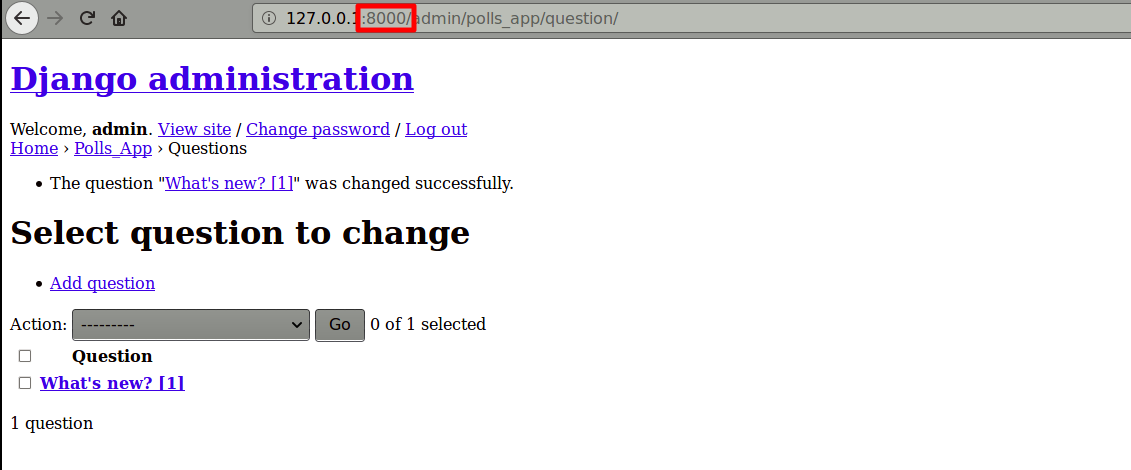 127.0.0.1:8000/admin/polls_app/question/
Django administration
Welcome, admin. View site / Change password / Log out
Home › Polls_App › Questions
The question "What's new? [1]" was changed successfully.
Select question to change
Add question
Action: --------- Go 0 of 1 selected
Question
What's new? [1]
1 question